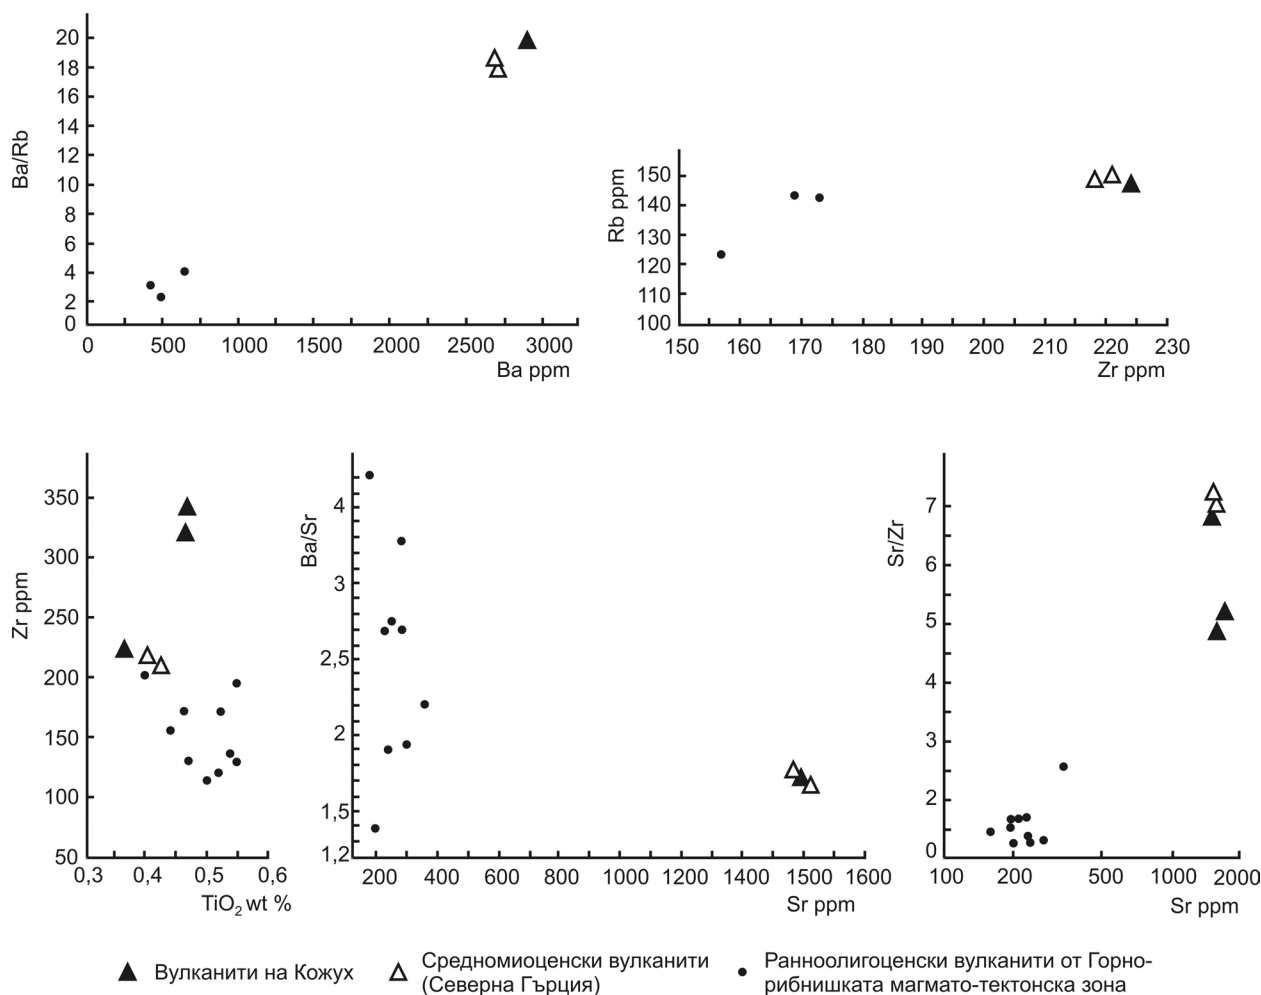 20
18
16
14
12
10
8
6
4
2
0
Ba/Rb
0 500 1000 1500 2000 2500 3000
Ba ppm
150
140
130
120
110
100
Rb ppm
150 160 170 180 190 200 210 220 230
Zr ppm
350
300
250
200
150
100
50
Zr ppm
0,3 0,4 0,5 0,6
TiO2 wt %
4
3
2,5
2
1,5
1,2
Ba/Sr
200 400 600 800 1000 1200 1400 1500 1600
Sr ppm
7
6
5
4
3
2
0
Sr/Zr
100 200 500 1000 2000
Sr ppm
Вулканити на Кожух
Средномиоценски вулканити
(Северна Гърция)
Ранноолигоценски вулканити от Горно-
рибнишката магмато-тектонска зона